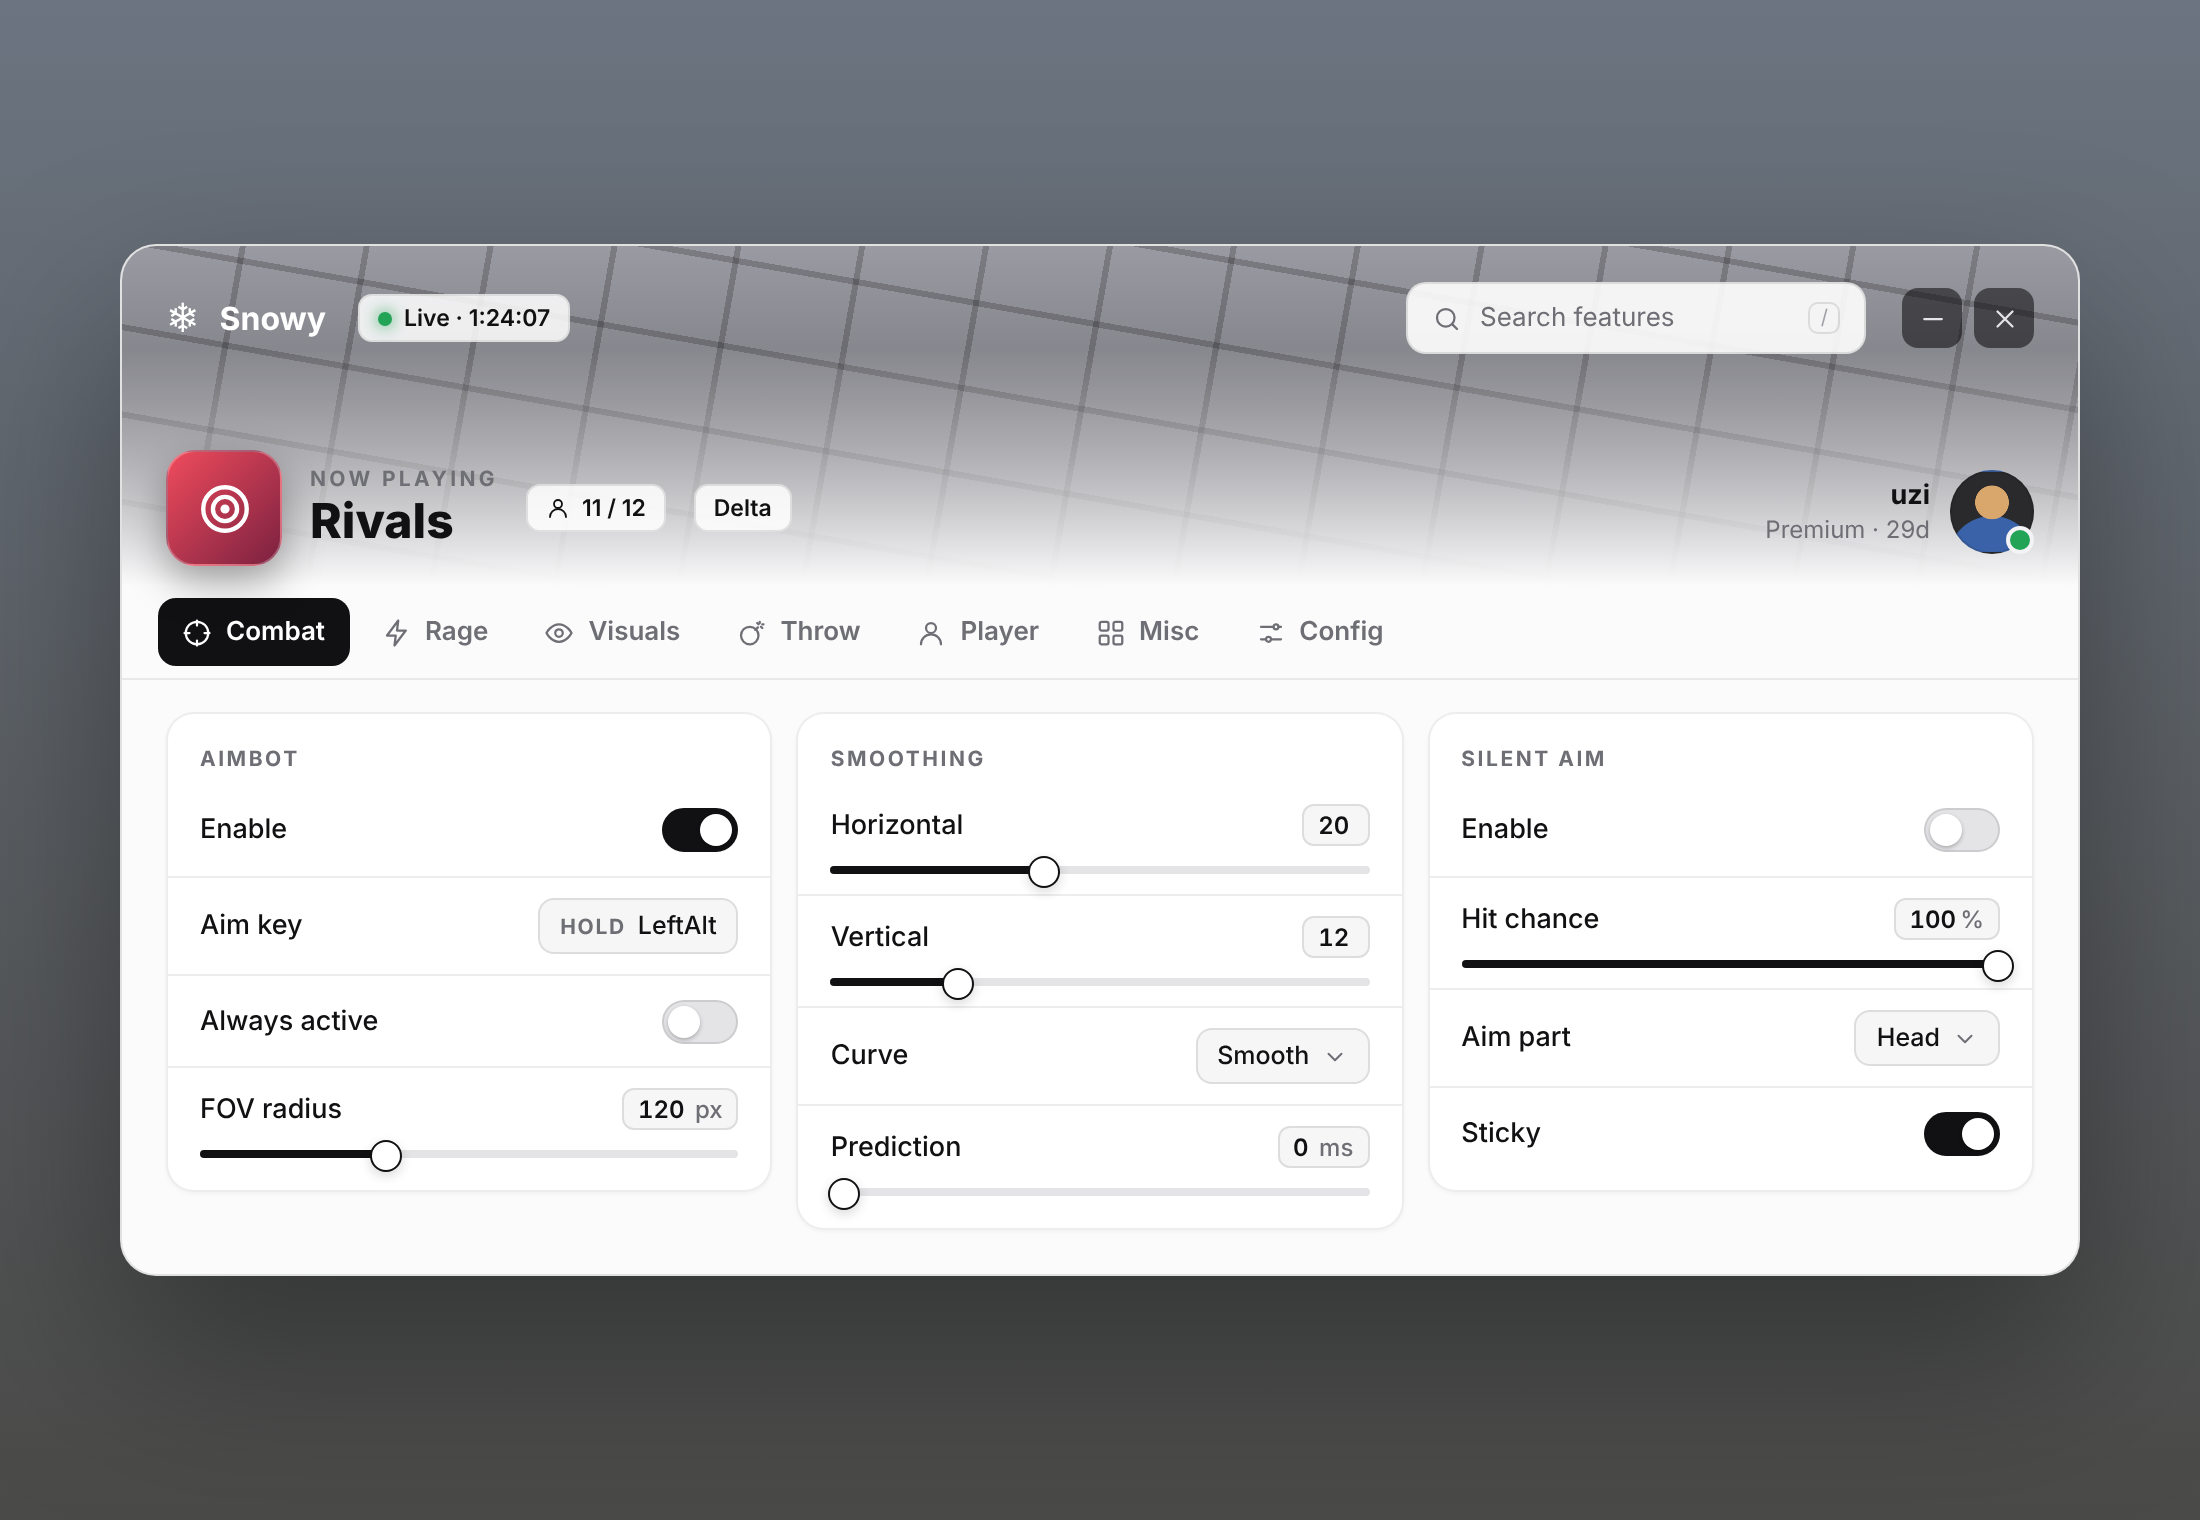 Snowy
Live · 1:24:07
Search features
/
NOW PLAYING
Rivals
11 / 12
Delta
uzi
Premium · 29d
Combat
Rage
Visuals
Throw
Player
Misc
Config
AIMBOT
Enable
Aim key
HOLD LeftAlt
Always active
FOV radius
120 px
SMOOTHING
Horizontal
20
Vertical
12
Curve
Smooth
Prediction
0 ms
SILENT AIM
Enable
Hit chance
100 %
Aim part
Head
Sticky